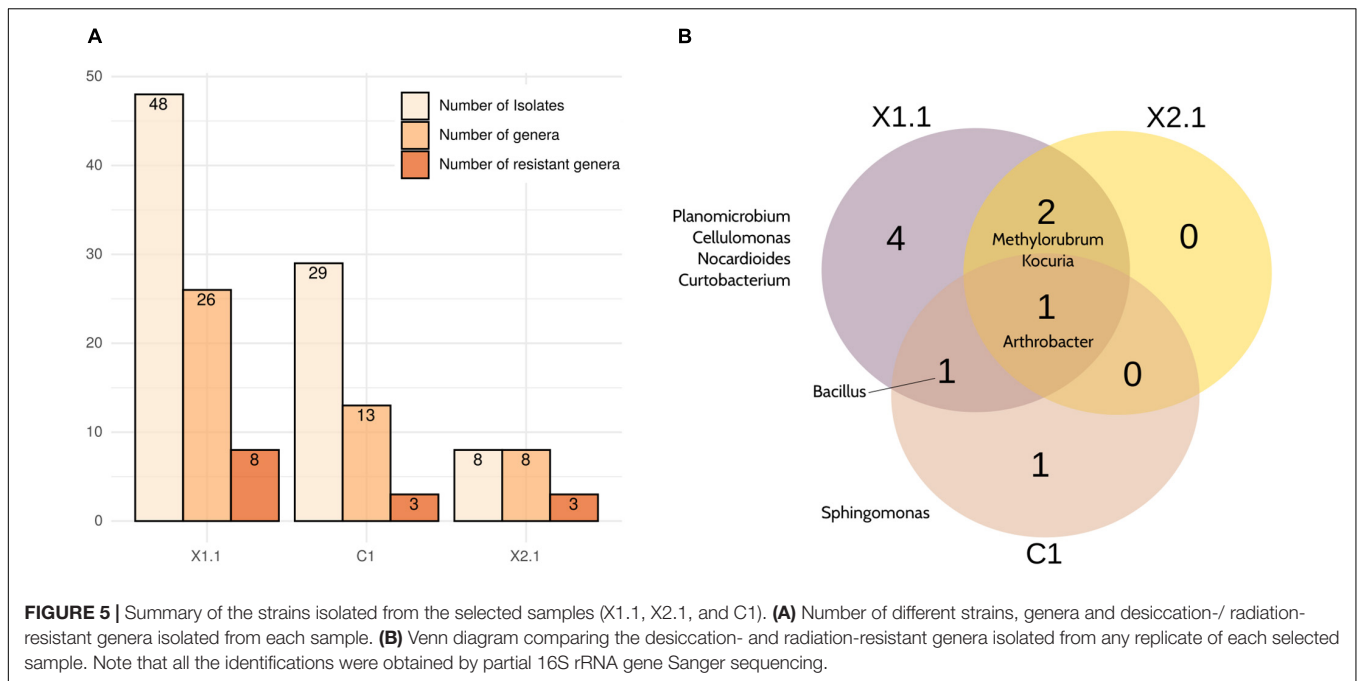 A
50
40
30
20
10
0
48
26
8
29
13
3
8
8
3
Number of Isolates
Number of genera
Number of resistant genera
X1.1
C1
X2.1
B
X1.1
X2.1
Planomicrobium
Cellulomonas
Nocardioides
Curtobacterium
4
2
Methylorubrum
Kocuria
0
1
Arthrobacter
Bacillus
1
0
1
Sphingomonas
C1
FIGURE 5 | Summary of the strains isolated from the selected samples (X1.1, X2.1, and C1). (A) Number of different strains, genera and desiccation-/ radiation-
resistant genera isolated from each sample. (B) Venn diagram comparing the desiccation- and radiation-resistant genera isolated from any replicate of each selected
sample. Note that all the identifications were obtained by partial 16S rRNA gene Sanger sequencing.